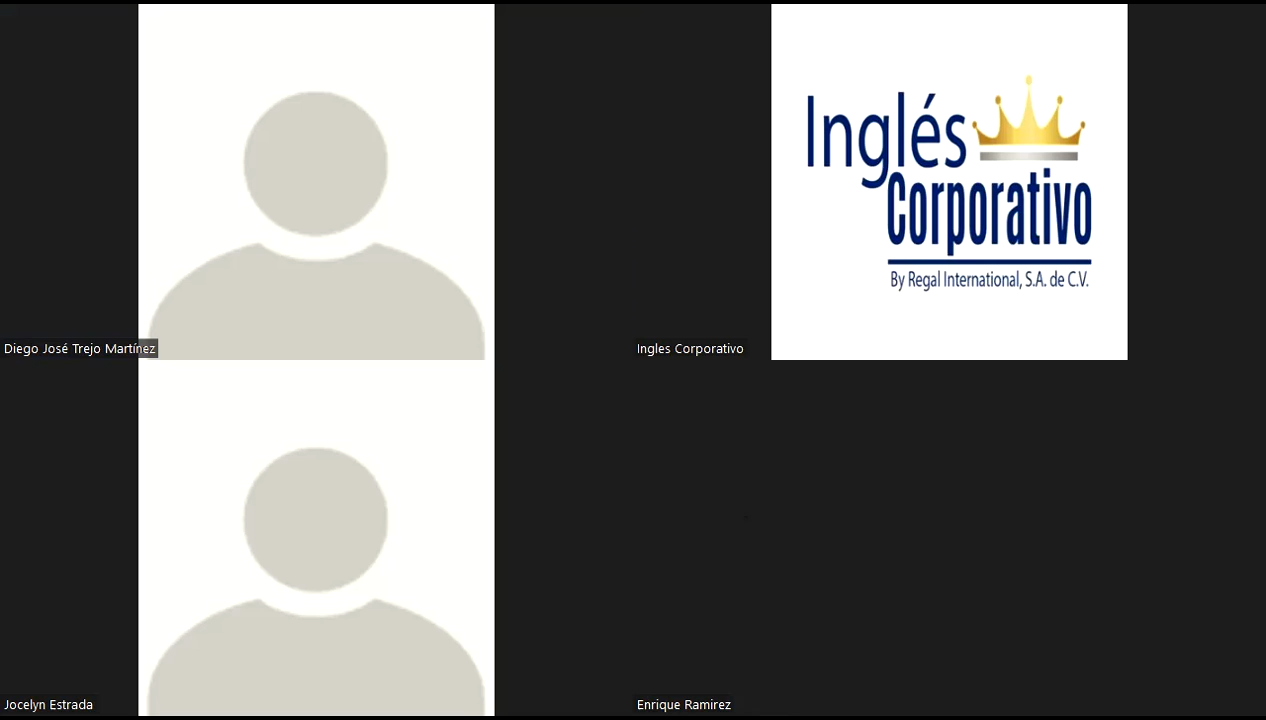 Inglés
Corporativo
By Regal International, S.A. de C.V.
Diego José Trejo Martínez
Ingles Corporativo
Jocelyn Estrada
Enrique Ramirez